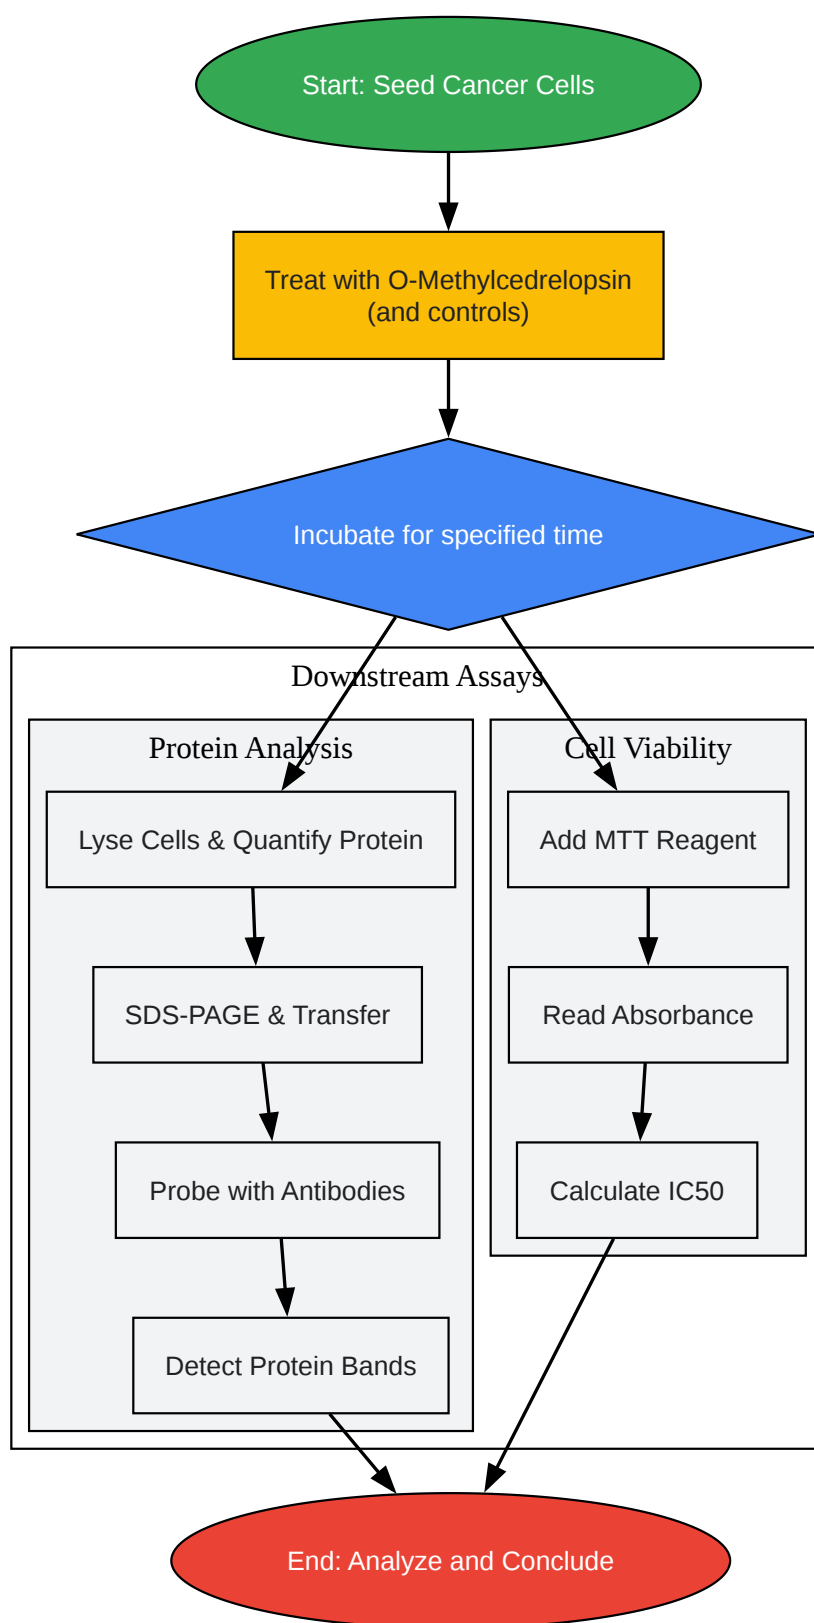 Start: Seed Cancer Cells
Treat with O-Methylcedrelopsin
(and controls)
Incubate for specified time
Downstream Assays
Protein Analysis
Lyse Cells & Quantify Protein
SDS-PAGE & Transfer
Probe with Antibodies
Detect Protein Bands
Cell Viability
Add MTT Reagent
Read Absorbance
Calculate IC50
End: Analyze and Conclude